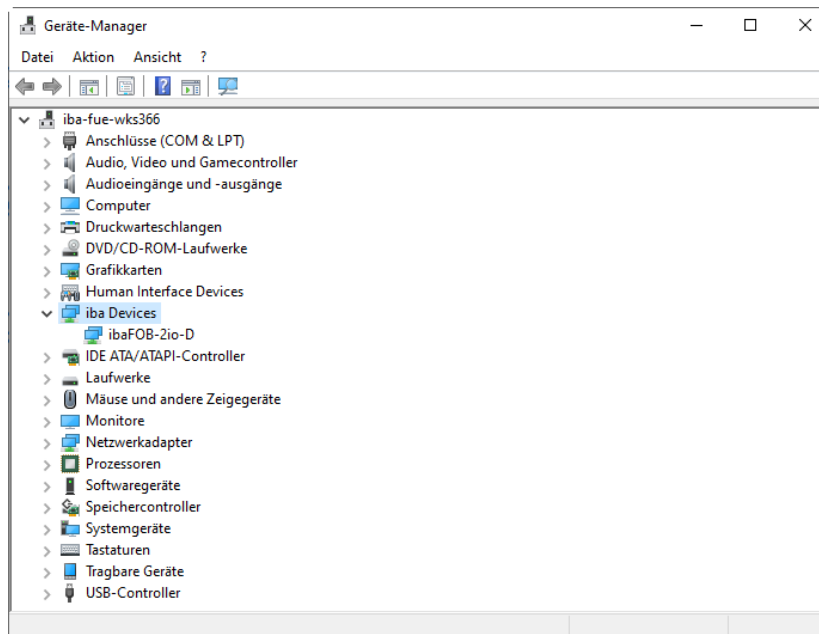 Geräte-Manager
Datei Aktion Ansicht ?
iba-fue-wks366
Anschlüsse (COM & LPT)
Audio, Video und Gamecontroller
Audioeingänge und -ausgänge
Computer
Druckwarteschlangen
DVD/CD-ROM-Laufwerke
Grafikkarten
Human Interface Devices
iba Devices
ibaFOB-2io-D
IDE ATA/ATAPI-Controller
Laufwerke
Mäuse und andere Zeigegeräte
Monitore
Netzwerkadapter
Prozessoren
Softwaregeräte
Speichercontroller
Systemgeräte
Tastaturen
Tragbare Geräte
USB-Controller